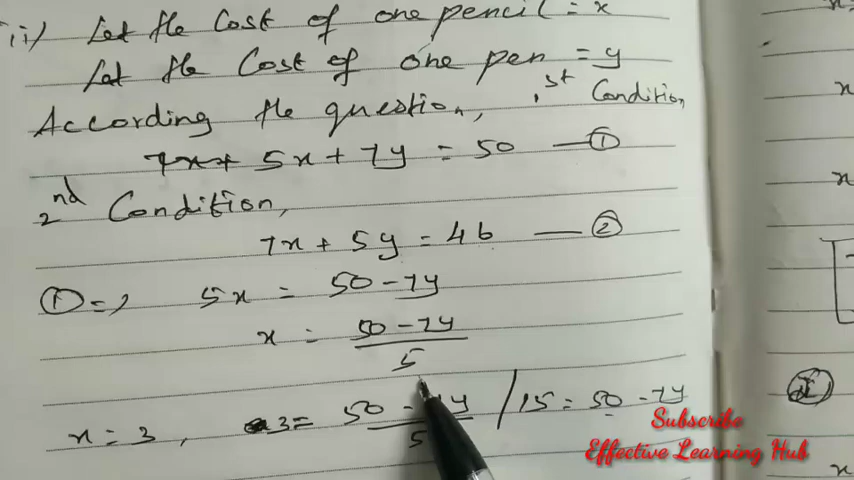 ii) Let the Cost of one pencil = x
Let the Cost of one pen = y
According the question, 1st Condition
7x+ 5x + 7y = 50 —①
2nd Condition,
7x + 5y = 46 —②
①=> 5x = 50 - 7y
x = 50 - 7y
5
x = 3, 3 = 50 - 7y / 15 = 50 - 7y
5
Subscribe
Effective Learning Hub